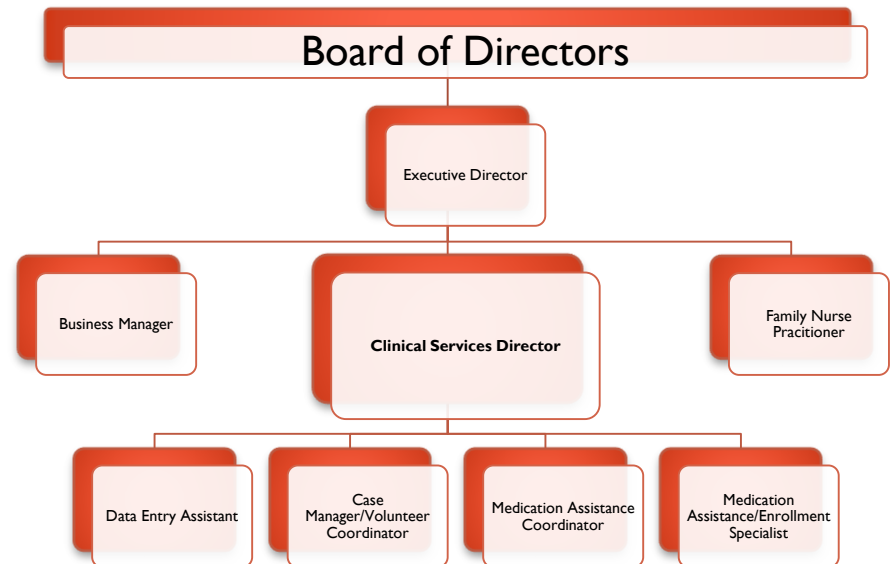 Board of Directors
Executive Director
Business Manager
Clinical Services Director
Family Nurse
Pracitioner
Data Entry Assistant
Case
Manager/Volunteer
Coordinator
Medication Assistance
Coordinator
Medication
Assistance/Enrollment
Specialist